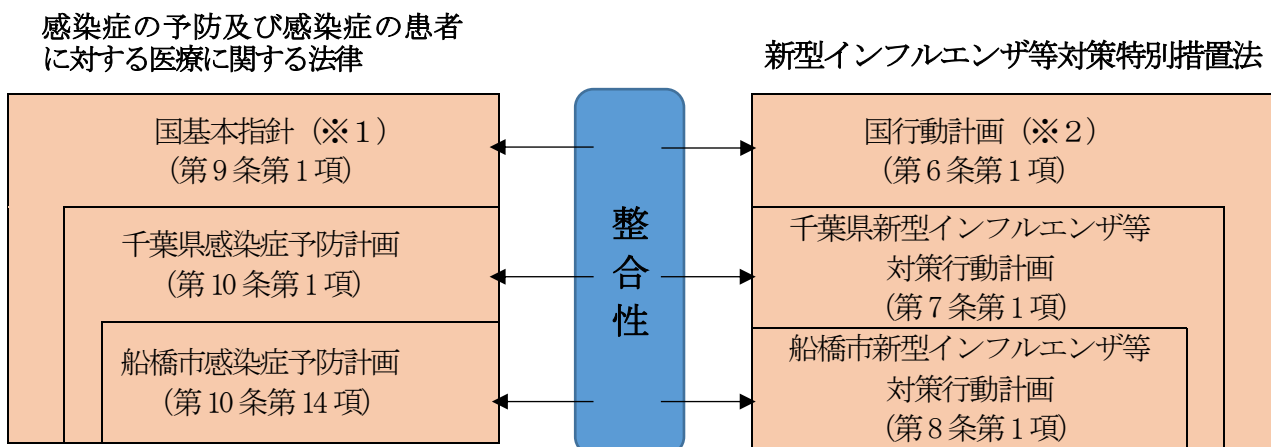 感染症の予防及び感染症の患者
に対する医療に関する法律
国基本指針（※１）
（第９条第１項）
千葉県感染症予防計画
（第 10 条第１項）
船橋市感染症予防計画
（第 10 条第 14 項）
整
合
性
新型インフルエンザ等対策特別措置法
国行動計画（※２）
（第６条第１項）
千葉県新型インフルエンザ等
対策行動計画
（第７条第１項）
船橋市新型インフルエンザ等
対策行動計画
（第８条第１項）